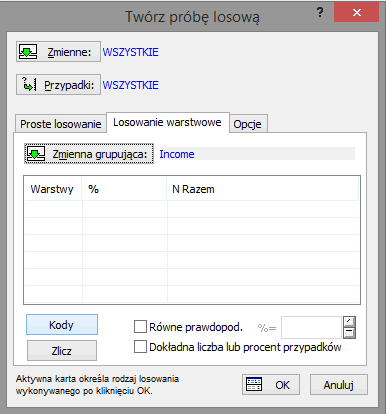 Twórz próbę losową
?
×
Zmienne: WSZYSTKIE
Przypadki: WSZYSTKIE
Proste losowanie
Losowanie warstwowe
Opcje
Zmienna grupująca: Income
Warstwy % N Razem
Kody
Równe prawdopod. %=
Zlicz
Dokładna liczba lub procent przypadków
Aktywna karta określa rodzaj losowania
wykonywanego po kliknięciu OK.
OK
Anuluj